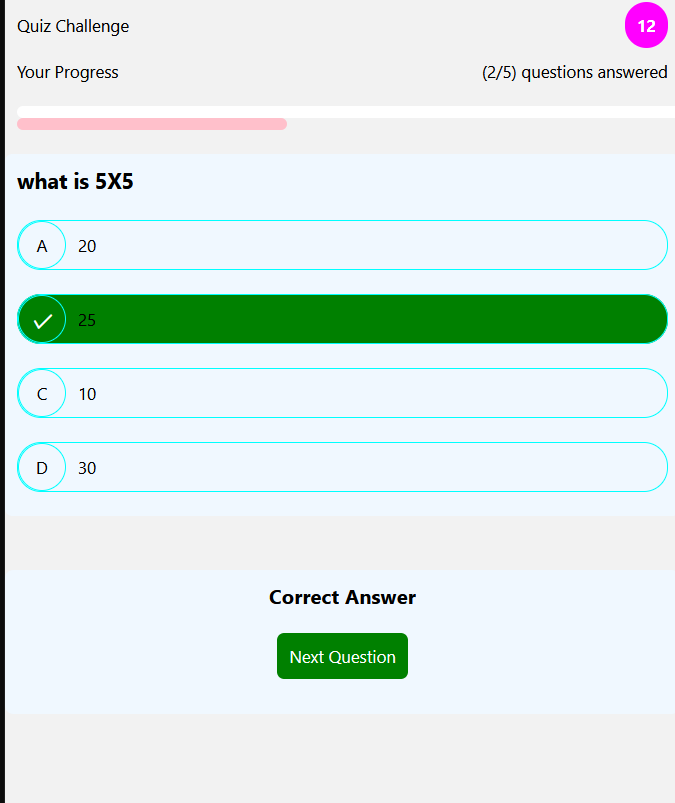 Quiz Challenge 12
Your Progress (2/5) questions answered
what is 5X5
A 20
25
C 10
D 30
Correct Answer
Next Question